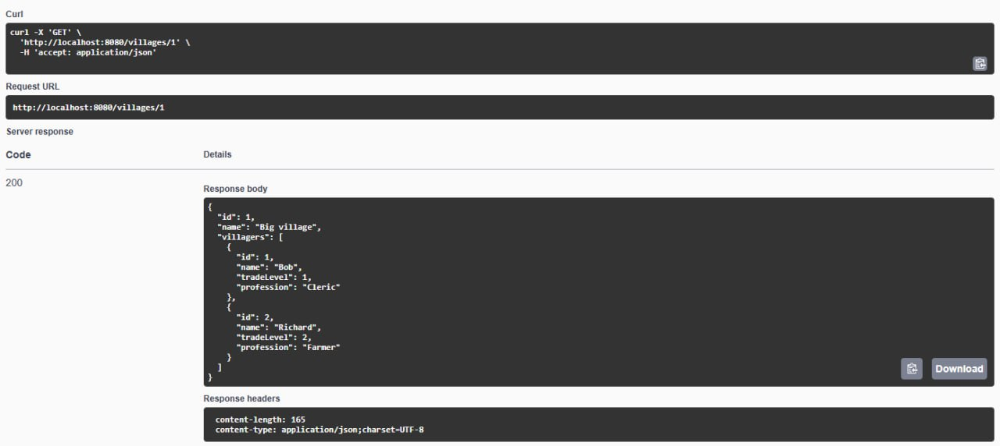 Curl
curl -X 'GET' \
  'http://localhost:8080/villages/1' \
  -H 'accept: application/json'
Request URL
http://localhost:8080/villages/1
Server response
Code Details
200
Response body
{
  "id": 1,
  "name": "Big village",
  "villagers": [
    {
      "id": 1,
      "name": "Bob",
      "tradeLevel": 1,
      "profession": "Cleric"
    },
    {
      "id": 2,
      "name": "Richard",
      "tradeLevel": 2,
      "profession": "Farmer"
    }
  ]
}
Download
Response headers
content-length: 165
content-type: application/json;charset=UTF-8